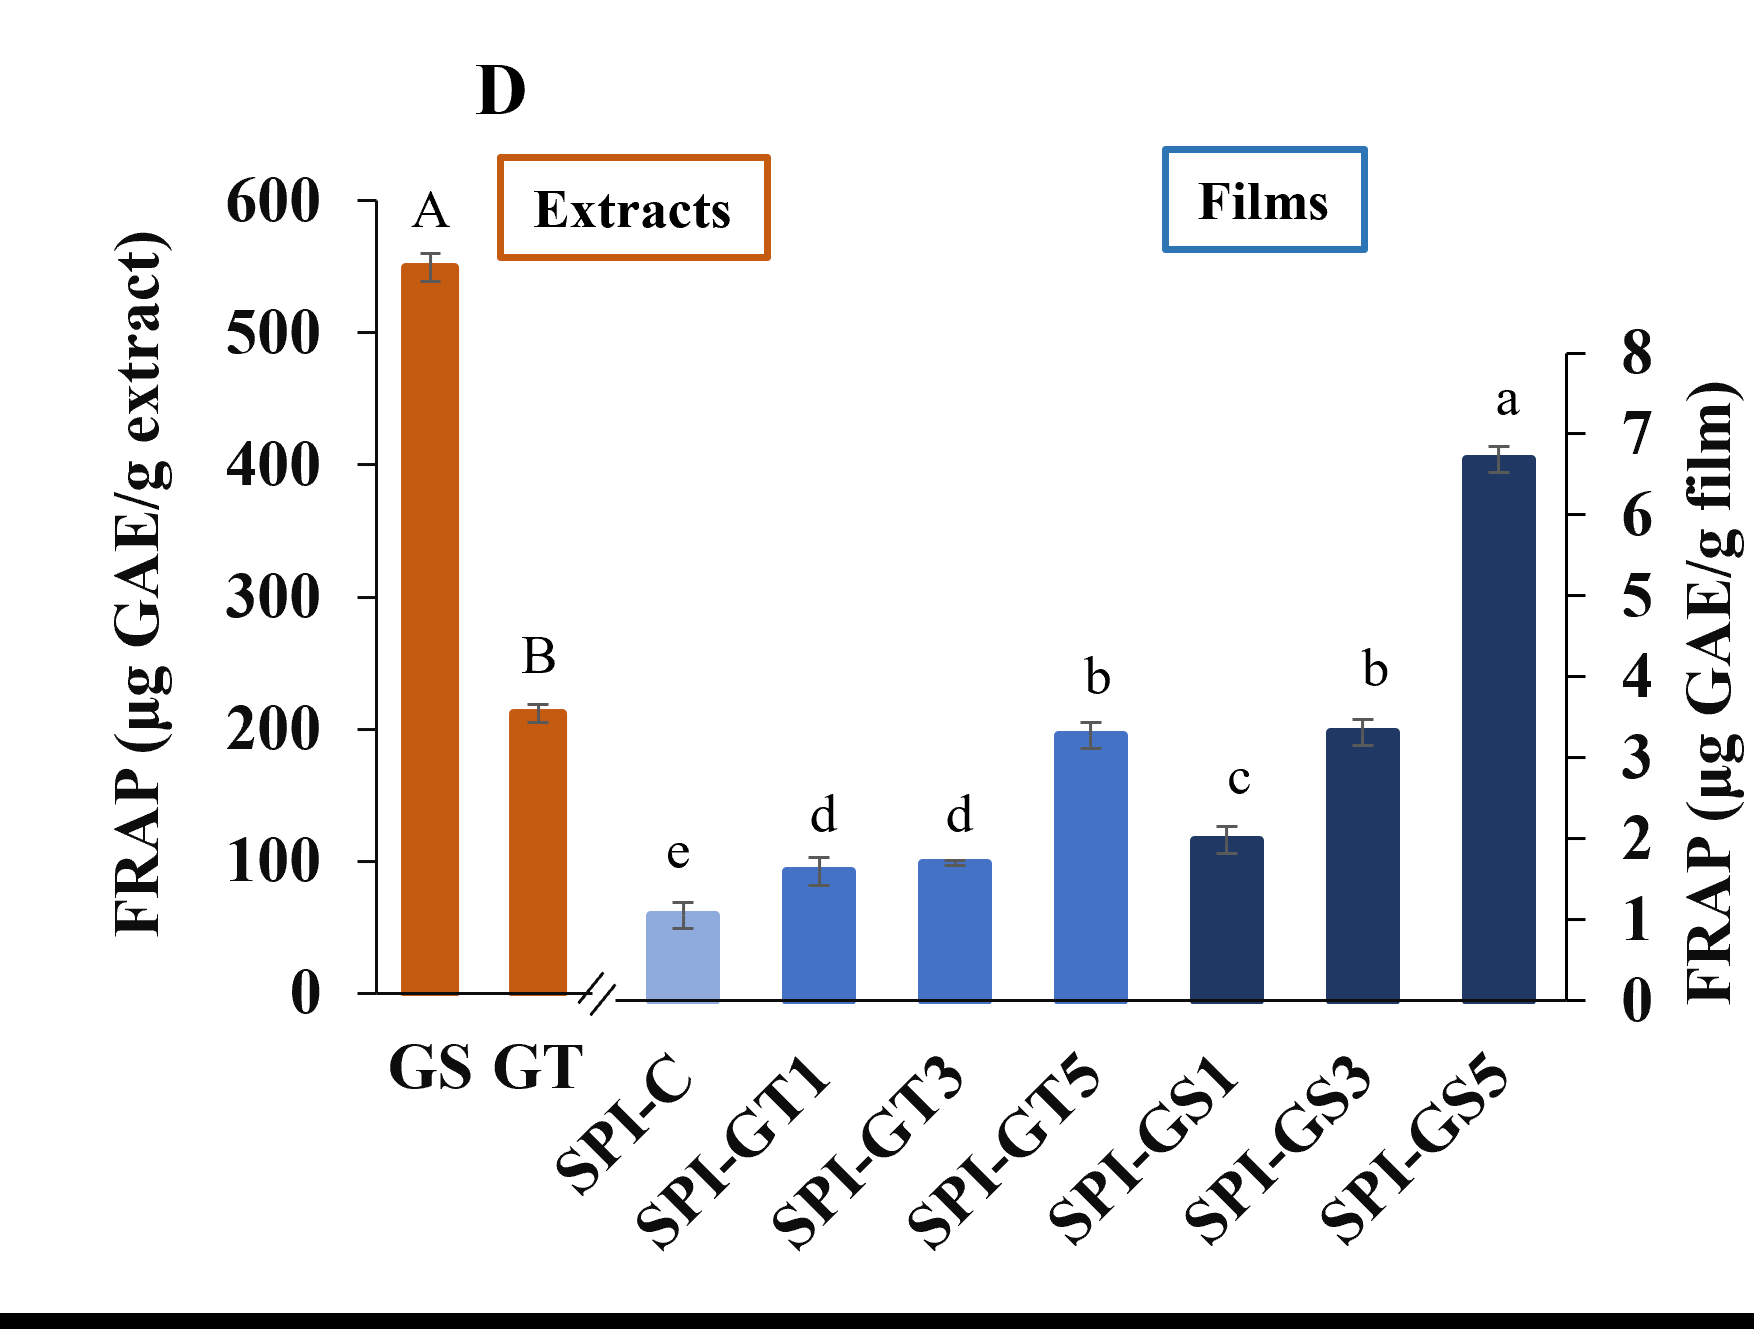 D
Extracts
Films
FRAP (µg GAE/g extract)
600
500
400
300
200
100
0
A
B
e
d
d
b
c
b
a
8
7
6
5
4
3
2
1
0
FRAP (µg GAE/g film)
GS
GT
SPI-C
SPI-GT1
SPI-GT3
SPI-GT5
SPI-GS1
SPI-GS3
SPI-GS5